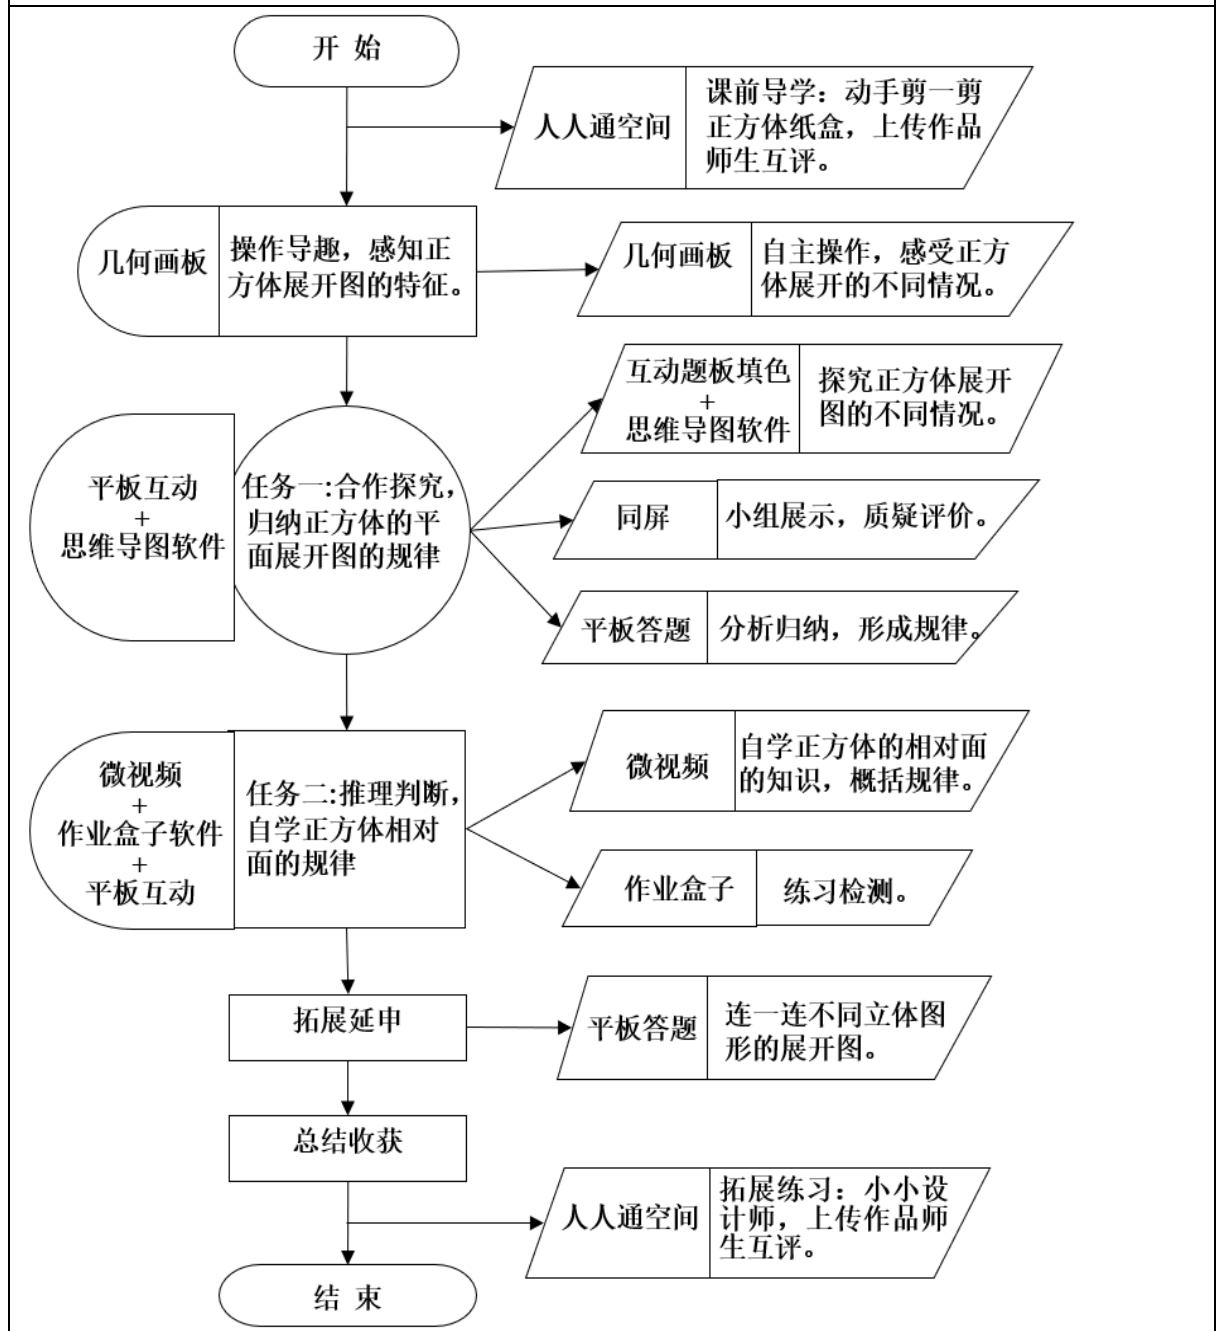 开 始
人人通空间
课前导学：动手剪一剪
正方体纸盒，上传作品
师生互评。
几何画板
操作导趣，感知正
方体展开图的特征。
几何画板
自主操作，感受正方
体展开的不同情况。
互动题板填色
+
思维导图软件
探究正方体展开
图的不同情况。
平板互动
+
思维导图软件
任务一:合作探究，
归纳正方体的平
面展开图的规律
同屏
小组展示，质疑评价。
平板答题
分析归纳，形成规律。
微视频
+
作业盒子软件
+
平板互动
任务二:推理判断，
自学正方体相对
面的规律
微视频
自学正方体的相对面
的知识，概括规律。
作业盒子
练习检测。
拓展延申
平板答题
连一连不同立体图
形的展开图。
总结收获
人人通空间
拓展练习：小小设
计师，上传作品师
生互评。
结 束